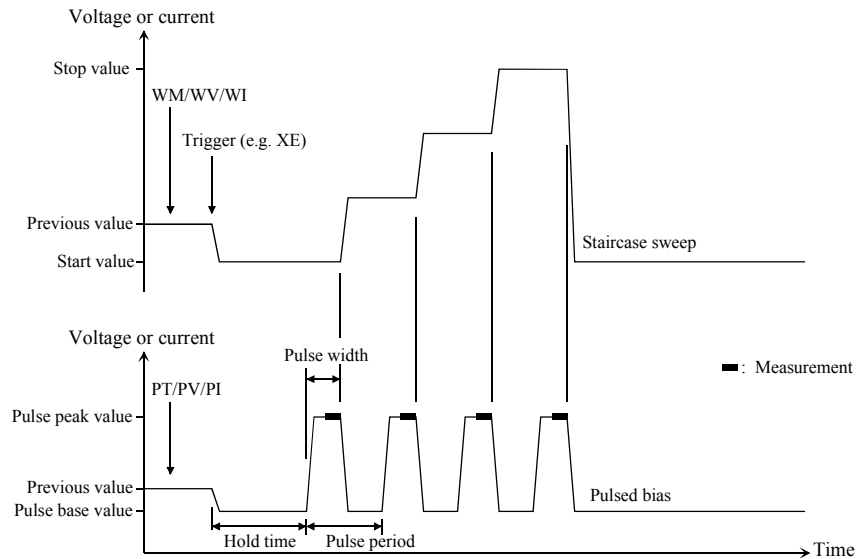 Voltage or current
Stop value
WM/WV/WI
Trigger (e.g. XE)
Previous value
Start value
Staircase sweep
Voltage or current
Pulse width
: Measurement
PT/PV/PI
Pulse peak value
Previous value
Pulse base value
Pulsed bias
Hold time
Pulse period
Time